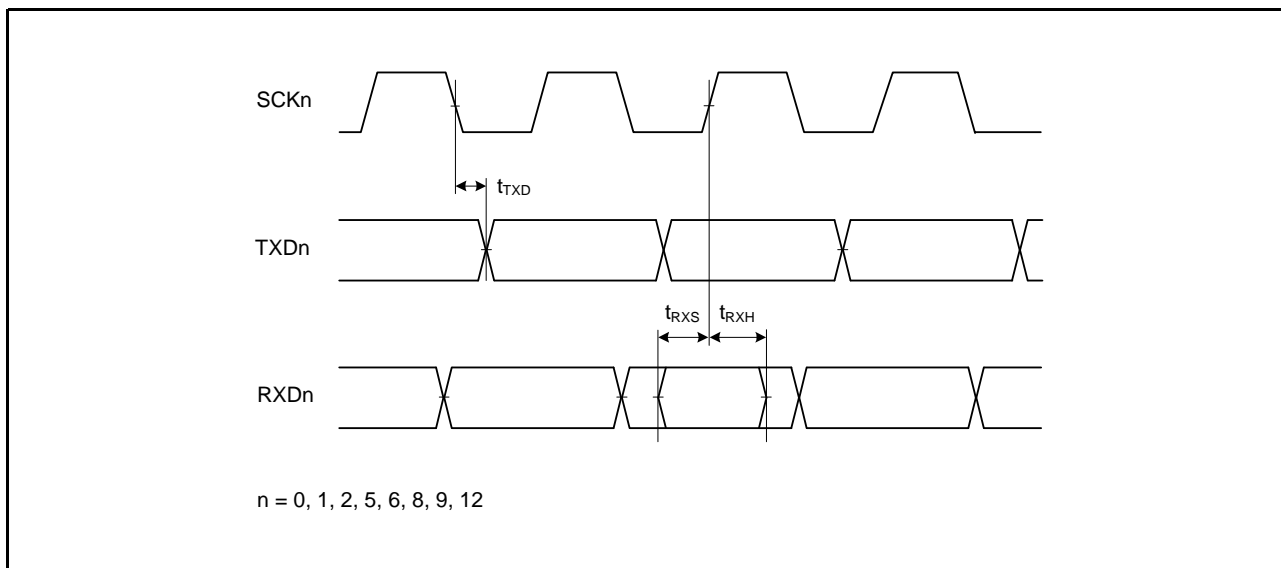 SCKn
tTXD
TXDn
tRXS tRXH
RXDn
n = 0, 1, 2, 5, 6, 8, 9, 12